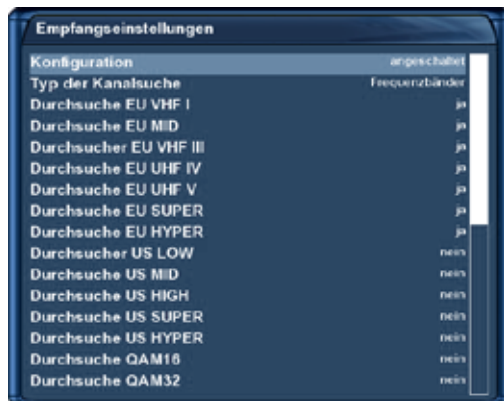 Empfangseinstellungen
Konfiguration angeschaltet
Typ der Kanalsuche Frequenzbänder
Durchsuche EU VHF I ja
Durchsuche EU MID ja
Durchsucher EU VHF III ja
Durchsuche EU UHF IV ja
Durchsuche EU UHF V ja
Durchsuche EU SUPER ja
Durchsuche EU HYPER ja
Durchsucher US LOW nein
Durchsuche US MID nein
Durchsuche US HIGH nein
Durchsuche US SUPER nein
Durchsuche US HYPER nein
Durchsuche QAM16 nein
Durchsuche QAM32 nein